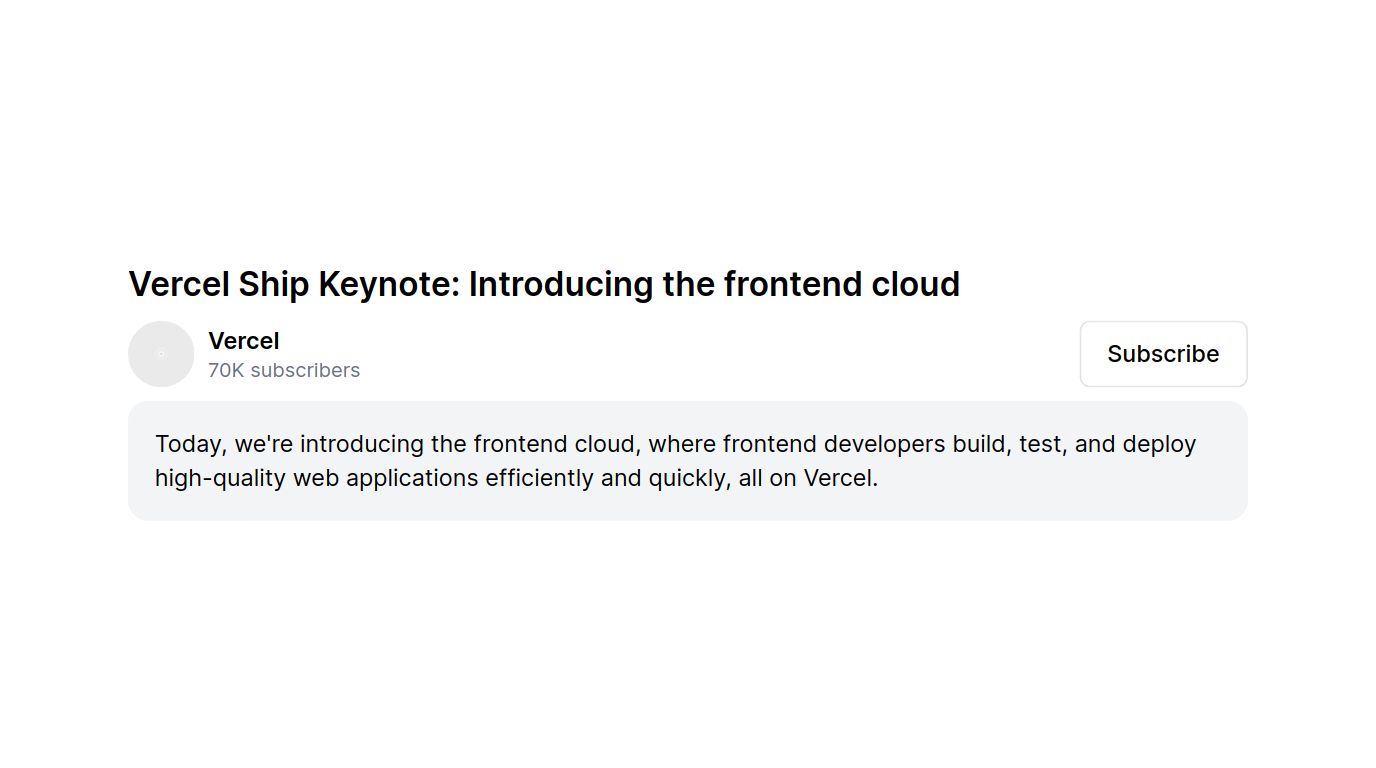 Vercel Ship Keynote: Introducing the frontend cloud
Vercel
70K subscribers
Subscribe
Today, we're introducing the frontend cloud, where frontend developers build, test, and deploy
high-quality web applications efficiently and quickly, all on Vercel.